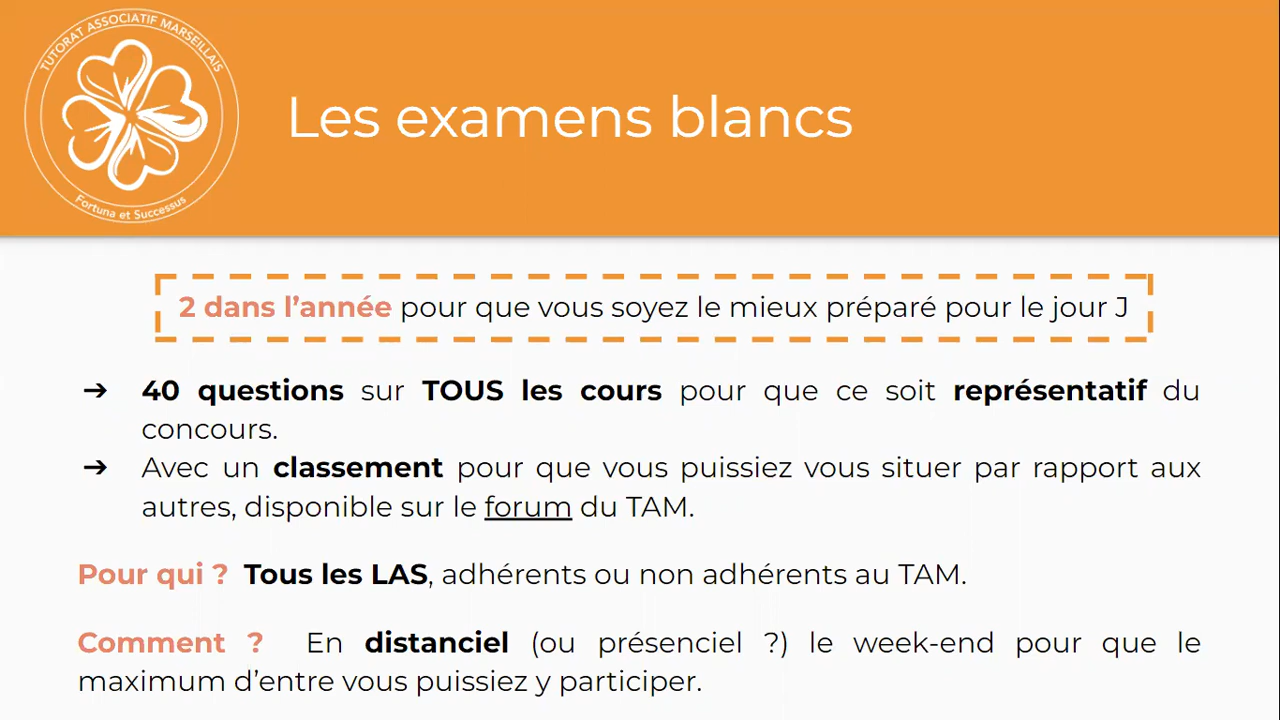 TUTORAT ASSOCIATIF MARSEILLAIS
Fortuna et Successus
Les examens blancs
2 dans l’année pour que vous soyez le mieux préparé pour le jour J
➔ 40 questions sur TOUS les cours pour que ce soit représentatif du
concours.
➔ Avec un classement pour que vous puissiez vous situer par rapport aux
autres, disponible sur le forum du TAM.
Pour qui ? Tous les LAS, adhérents ou non adhérents au TAM.
Comment ? En distanciel (ou présenciel ?) le week-end pour que le
maximum d’entre vous puissiez y participer.